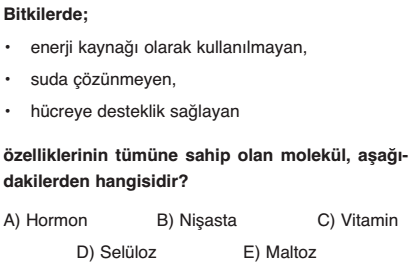 Bitkilerde;
• enerji kaynağı olarak kullanılmayan,
• suda çözünmeyen,
• hücreye desteklik sağlayan
özelliklerinin tümüne sahip olan molekül, aşağı-
dakilerden hangisidir?
A) Hormon B) Nişasta C) Vitamin
D) Selüloz E) Maltoz